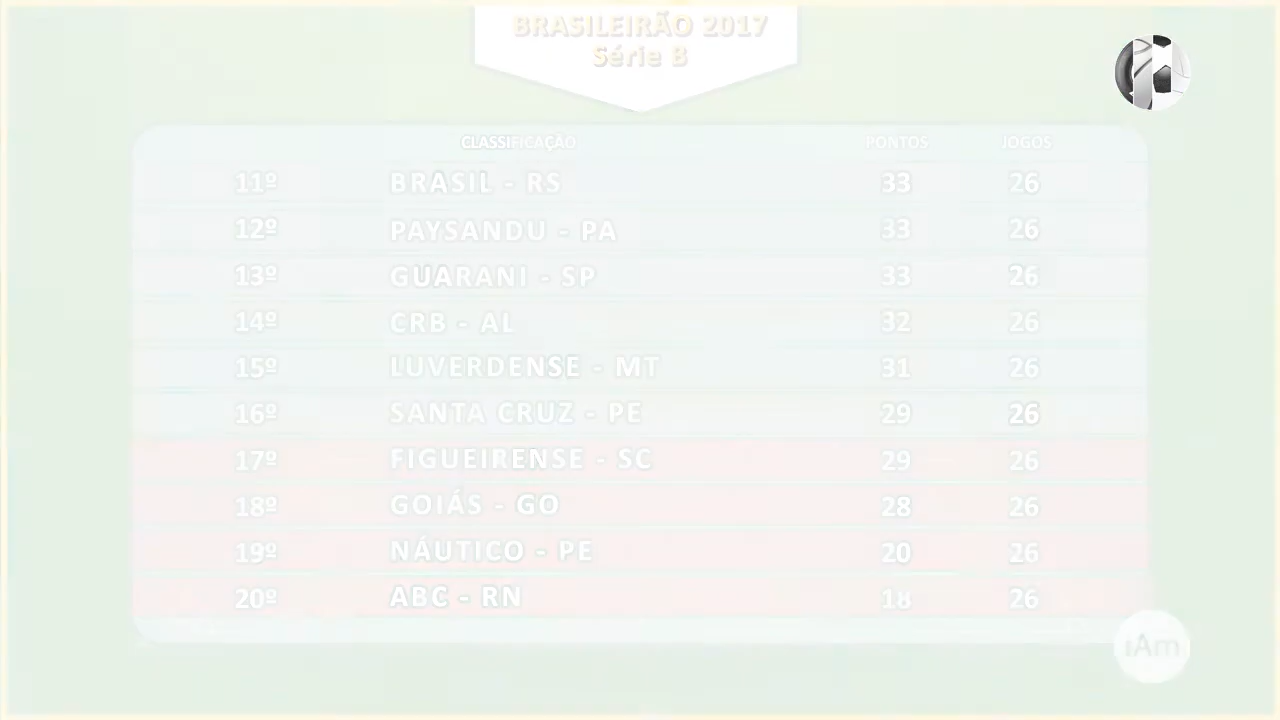 BRASILEIRÃO 2017
Série B
CLASSIFICAÇÃO PONTOS JOGOS
11º BRASIL - RS 33 26
12º PAYSANDU - PA 33 26
13º GUARANI - SP 33 26
14º CRB - AL 32 26
15º LUVERDENSE - MT 31 26
16º SANTA CRUZ - PE 29 26
17º FIGUEIRENSE - SC 29 26
18º GOIÁS - GO 28 26
19º NÁUTICO - PE 20 26
20º ABC - RN 18 26
iAm